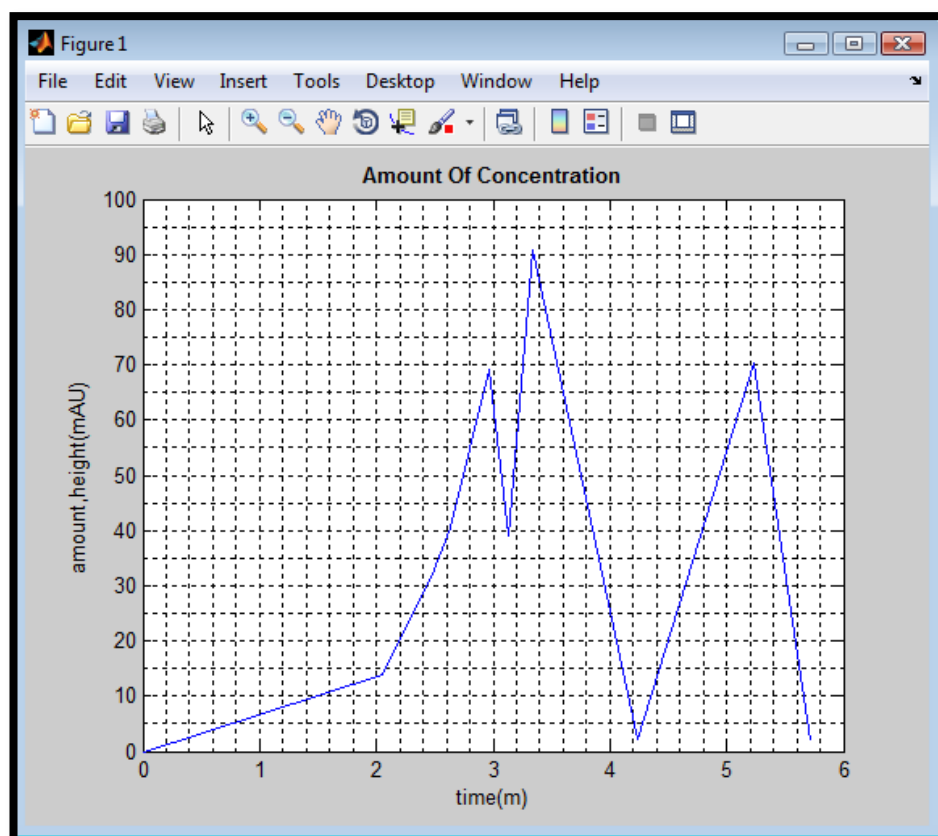 Figure 1
File Edit View Insert Tools Desktop Window Help
Amount Of Concentration
100
90
80
70
60
50
40
30
20
10
0
amount,height(mAU)
0 1 2 3 4 5 6
time(m)